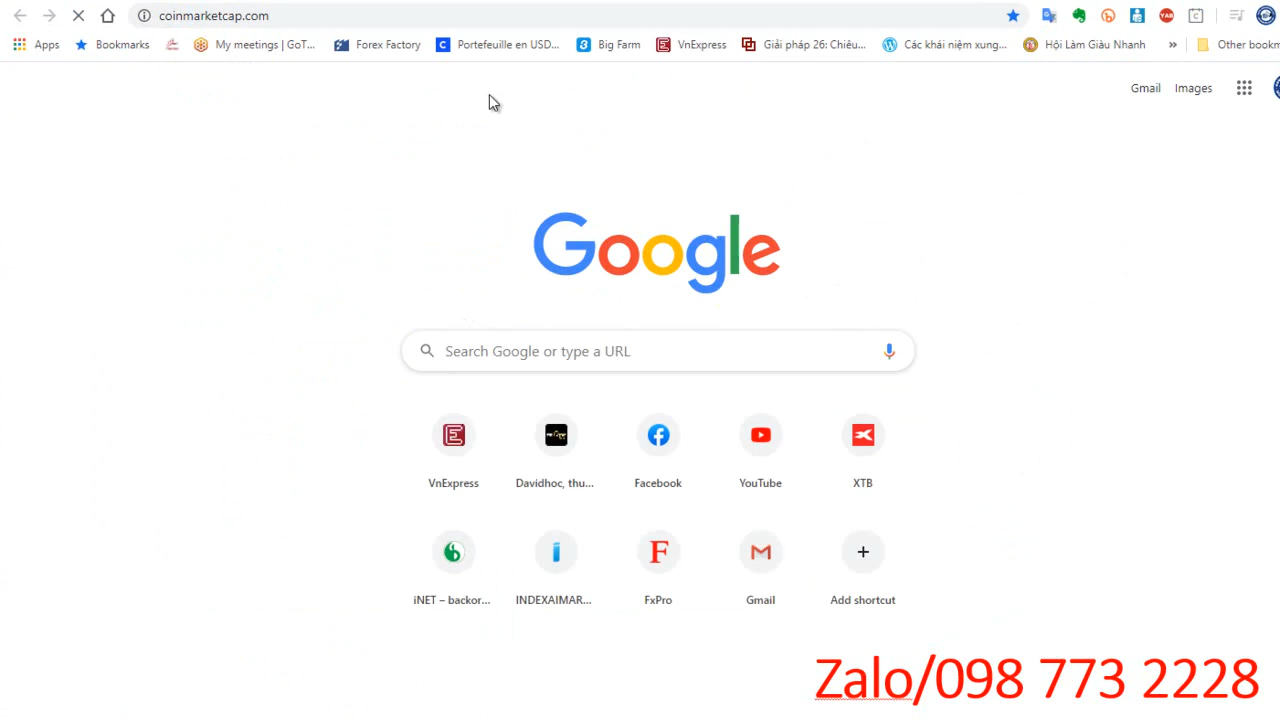 coinmarketcap.com
Apps Bookmarks My meetings | GoT... Forex Factory Portefeuille en USD... Big Farm VnExpress Giải pháp 26: Chiêu... Các khái niệm xung... Hội Làm Giàu Nhanh » Other bookm
Gmail Images
Google
Search Google or type a URL
VnExpress Davidhoc, thu... Facebook YouTube XTB
iNET – backor... INDEXAIMAR... FxPro Gmail Add shortcut
Zalo/098 773 2228